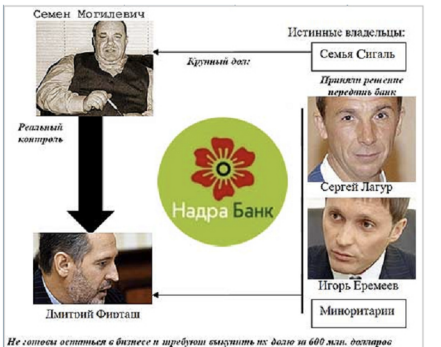 Семен Могилевич
Истинные владельцы:
Семья Сигаль
Крупный долг
Приняли решение
передать банк
Реальный
контроль
Сергей Лагур
Надра Банк
Игорь Еремеев
Дмитрий Фирташ
Миноритарии
Не готовы остаться в бизнесе и требуют выкупить их долю за 600 млн. долларов